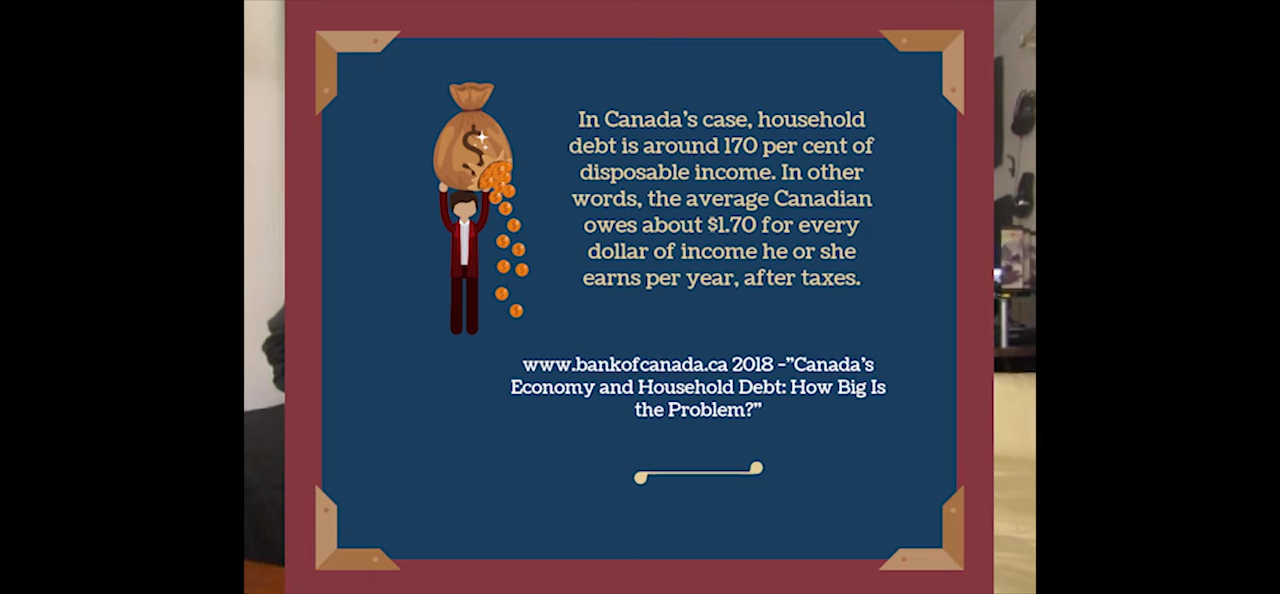 In Canada's case, household
debt is around 170 per cent of
disposable income. In other
words, the average Canadian
owes about $1.70 for every
dollar of income he or she
earns per year, after taxes.
www.bankofcanada.ca 2018 -"Canada's
Economy and Household Debt: How Big Is
the Problem?"